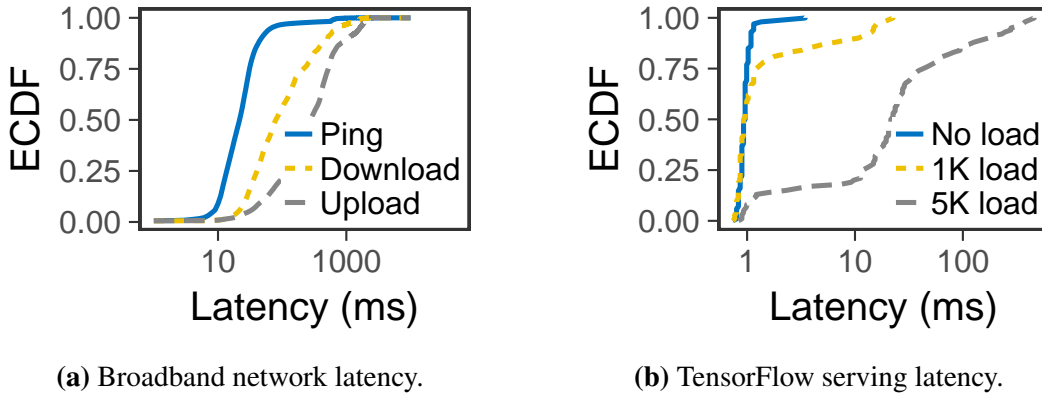 ECDF
1.00
0.75
0.50
0.25
0.00
Ping
Download
Upload
10 1000
Latency (ms)
(a) Broadband network latency.
ECDF
1.00
0.75
0.50
0.25
0.00
No load
1K load
5K load
1 10 100
Latency (ms)
(b) TensorFlow serving latency.